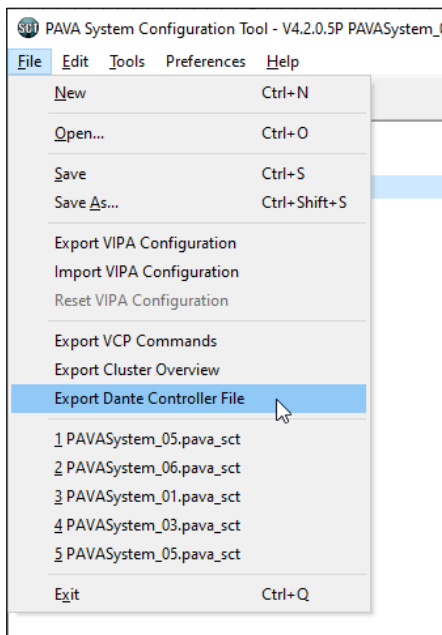 SCT PAVA System Configuration Tool - V4.2.0.5P PAVASystem_
File Edit Tools Preferences Help
New Ctrl+N
Open... Ctrl+O
Save Ctrl+S
Save As... Ctrl+Shift+S
Export VIPA Configuration
Import VIPA Configuration
Reset VIPA Configuration
Export VCP Commands
Export Cluster Overview
Export Dante Controller File
1 PAVASystem_05.pava_sct
2 PAVASystem_06.pava_sct
3 PAVASystem_01.pava_sct
4 PAVASystem_03.pava_sct
5 PAVASystem_05.pava_sct
Exit Ctrl+Q